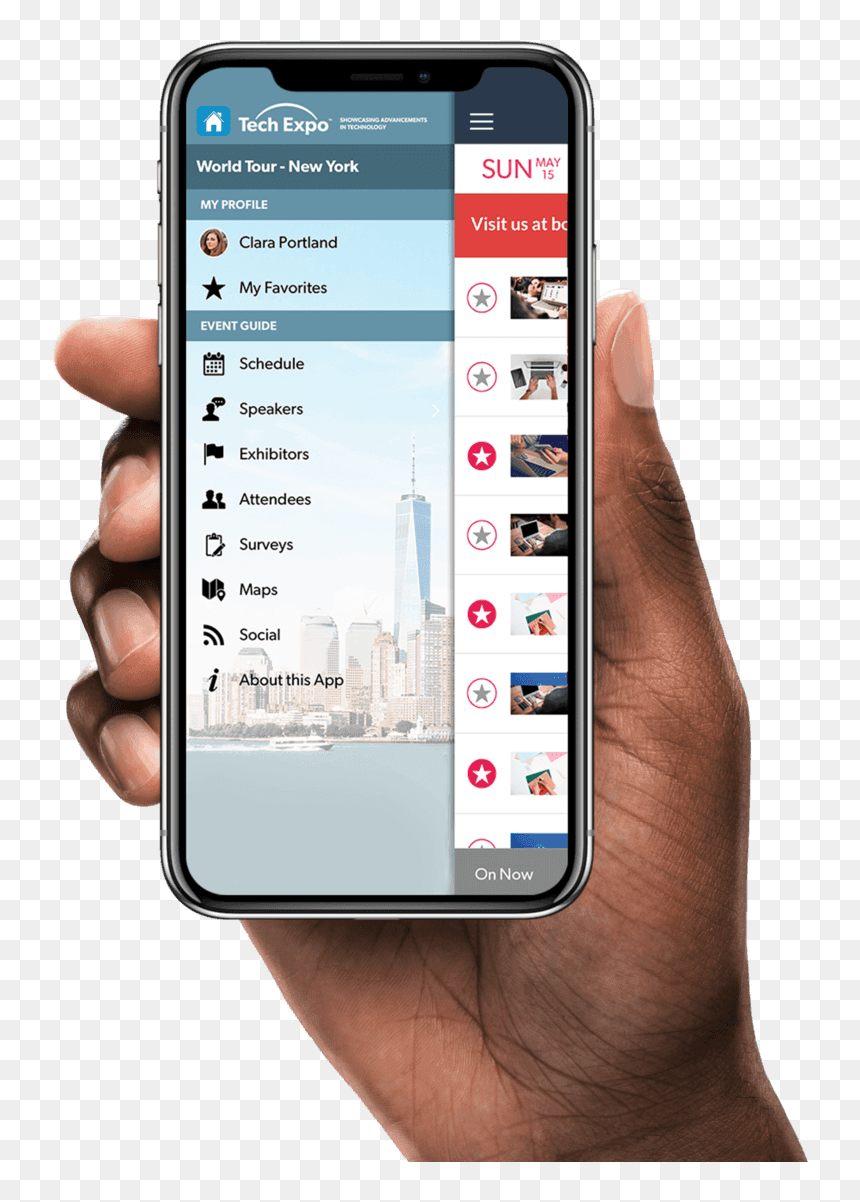 Tech Expo
SHOWCASING ADVANCEMENTS
IN TECHNOLOGY
World Tour - New York
MY PROFILE
Clara Portland
My Favorites
EVENT GUIDE
Schedule
Speakers
Exhibitors
Attendees
Surveys
Maps
Social
About this App
SUN MAY
15
Visit us at bo
On Now